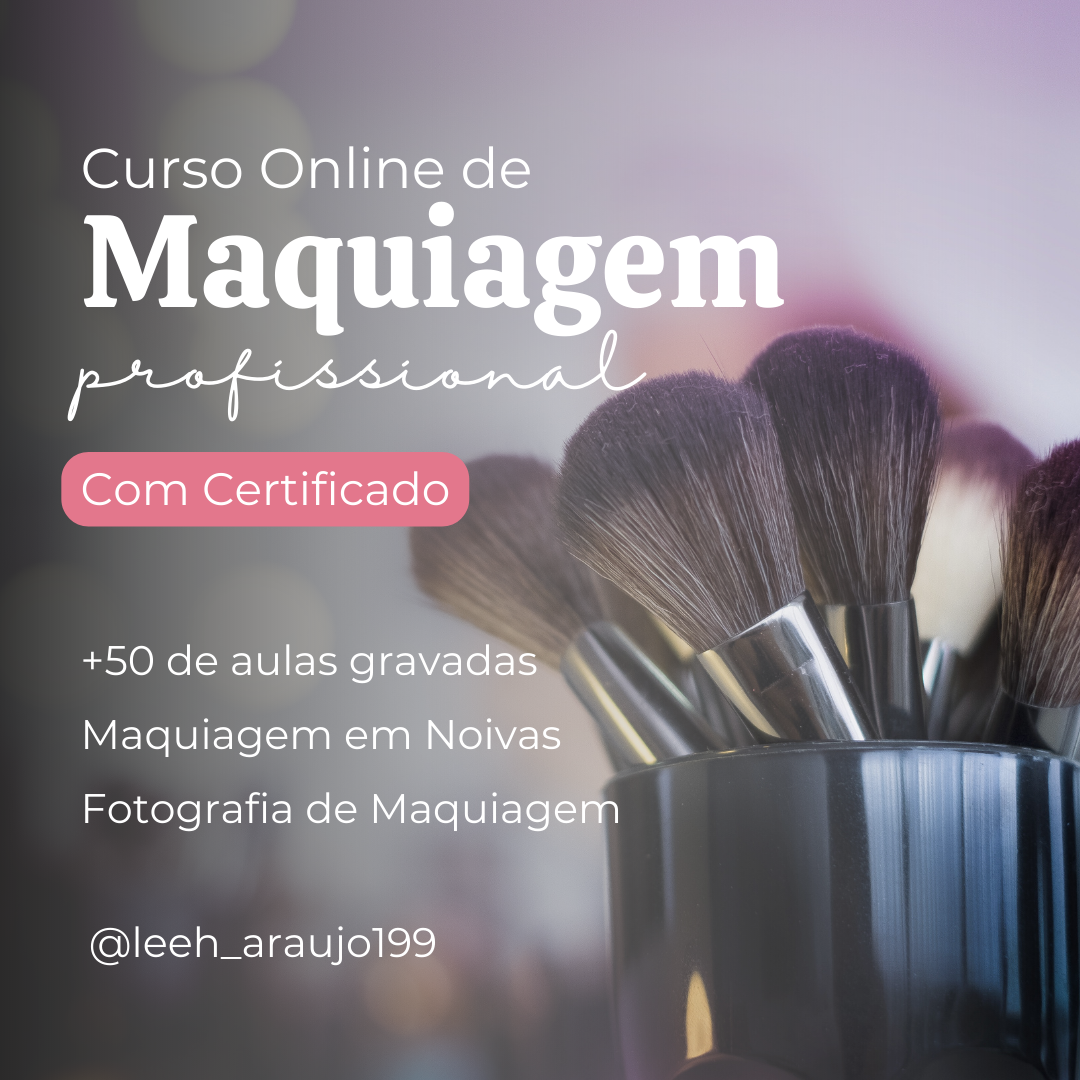 Curso Online de
Maquiagem
profissional
Com Certificado
+50 de aulas gravadas
Maquiagem em Noivas
Fotografia de Maquiagem
@leeh_araujo199